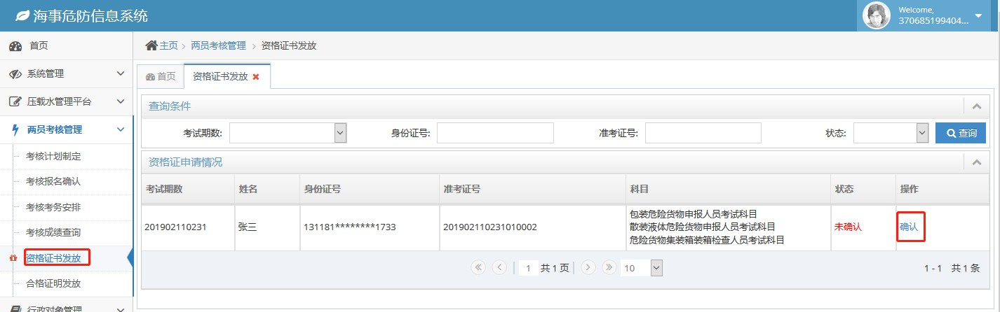 海事危防信息系统
Welcome,
370685199404...
首页
系统管理
压载水管理平台
两员考核管理
考核计划制定
考核报名确认
考核考务安排
考核成绩查询
资格证书发放
合格证明发放
行政对象管理
主页 > 两员考核管理 > 资格证书发放
首页 资格证书发放
查询条件
考试期数: 身份证号: 准考证号: 状态: 查询
资格证申请情况
考试期数 姓名 身份证号 准考证号 科目 状态 操作
201902110231 张三 131181********1733 201902110231010002
包装危险货物申报人员考试科目
散装液体危险货物申报人员考试科目
危险货物集装箱装箱检查人员考试科目
未确认 确认
1 共 1 页 10 1 - 1 共 1 条